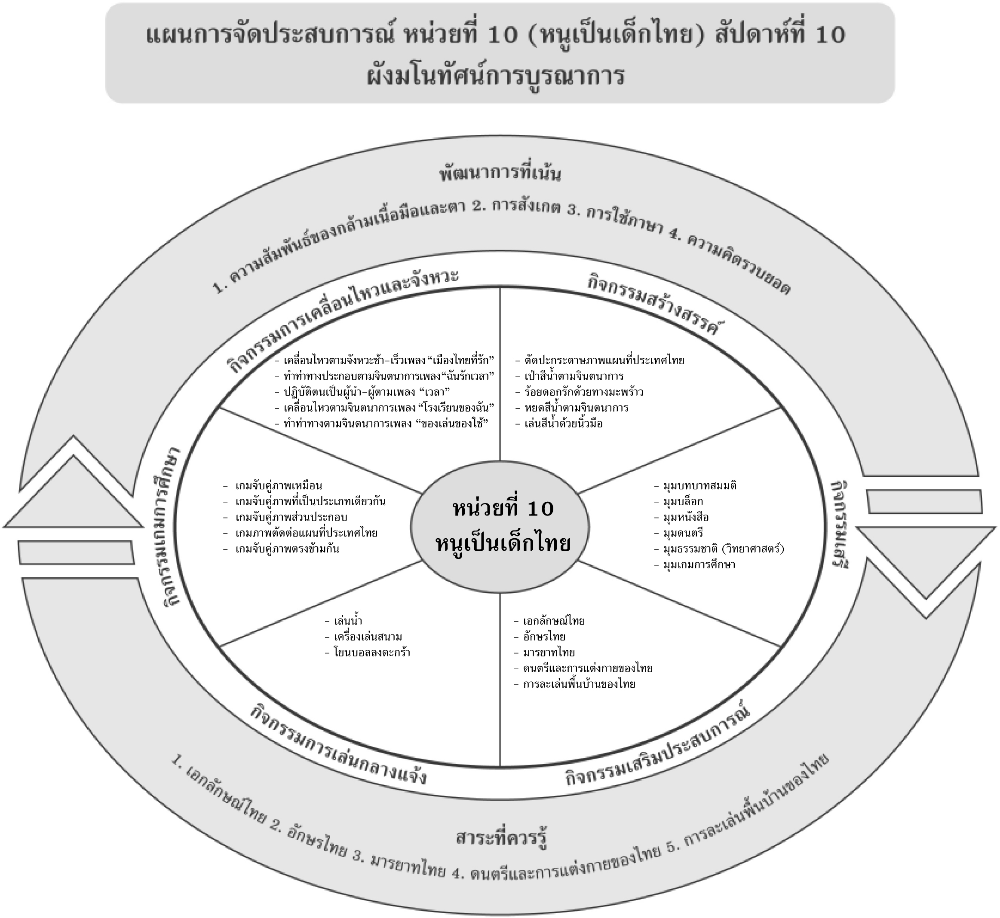 แผนการจัดประสบการณ์ หน่วยที่ 10 (หนูเป็นเด็กไทย) สัปดาห์ที่ 10
ผังมโนทัศน์การบูรณาการ
พัฒนาการที่เน้น
1. ความสัมพันธ์ของกล้ามเนื้อมือและตา 2. การสังเกต 3. การใช้ภาษา 4. ความคิดรวบยอด
กิจกรรมการเคลื่อนไหวและจังหวะ
- เคลื่อนไหวตามจังหวะช้า-เร็วเพลง “เมืองไทยที่รัก”
- ทำท่าทางประกอบตามจินตนาการเพลง “ฉันรักเวลา”
- ปฏิบัติตนเป็นผู้นำ-ผู้ตามเพลง “เวลา”
- เคลื่อนไหวตามจินตนาการเพลง “โรงเรียนของฉัน”
- ทำท่าทางตามจินตนาการเพลง “ของเล่นของใช้”
กิจกรรมสร้างสรรค์
- ตัดปะกระดาษภาพแผนที่ประเทศไทย
- เป่าสีน้ำตามจินตนาการ
- ร้อยดอกรักด้วยทางมะพร้าว
- หยดสีน้ำตามจินตนาการ
- เล่นสีน้ำด้วยนิ้วมือ
กิจกรรมเกมการศึกษา
- เกมจับคู่ภาพเหมือน
- เกมจับคู่ภาพที่เป็นประเภทเดียวกัน
- เกมจับคู่ภาพส่วนประกอบ
- เกมภาพตัดต่อแผนที่ประเทศไทย
- เกมจับคู่ภาพตรงข้ามกัน
หน่วยที่ 10
หนูเป็นเด็กไทย
กิจกรรมเสรี
- มุมบทบาทสมมติ
- มุมบล็อก
- มุมหนังสือ
- มุมดนตรี
- มุมธรรมชาติ (วิทยาศาสตร์)
- มุมเกมการศึกษา
- เล่นน้ำ
- เครื่องเล่นสนาม
- โยนบอลลงตะกร้า
กิจกรรมการเล่นกลางแจ้ง
- เอกลักษณ์ไทย
- อักษรไทย
- มารยาทไทย
- ดนตรีและการแต่งกายของไทย
- การละเล่นพื้นบ้านของไทย
กิจกรรมเสริมประสบการณ์
สาระที่ควรรู้
1. เอกลักษณ์ไทย 2. อักษรไทย 3. มารยาทไทย 4. ดนตรีและการแต่งกายของไทย 5. การละเล่นพื้นบ้านของไทย